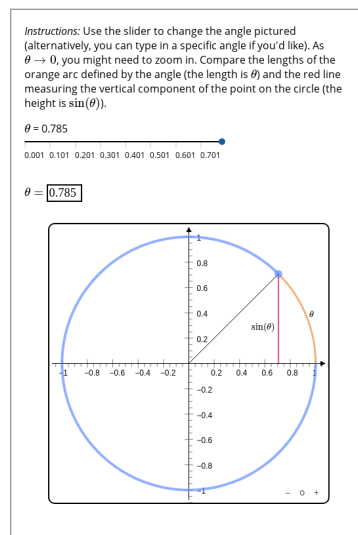 Instructions: Use the slider to change the angle pictured
(alternatively, you can type in a specific angle if you'd like). As
θ → 0, you might need to zoom in. Compare the lengths of the
orange arc defined by the angle (the length is θ) and the red line
measuring the vertical component of the point on the circle (the
height is sin(θ)).
θ = 0.785
0.001 0.101 0.201 0.301 0.401 0.501 0.601 0.701
θ = 0.785
1
0.8
0.6
0.4
0.2
sin(θ)
θ
−1 −0.8 −0.6 −0.4 −0.2 0.2 0.4 0.6 0.8 1
−0.2
−0.4
−0.6
−0.8
−1
− o +